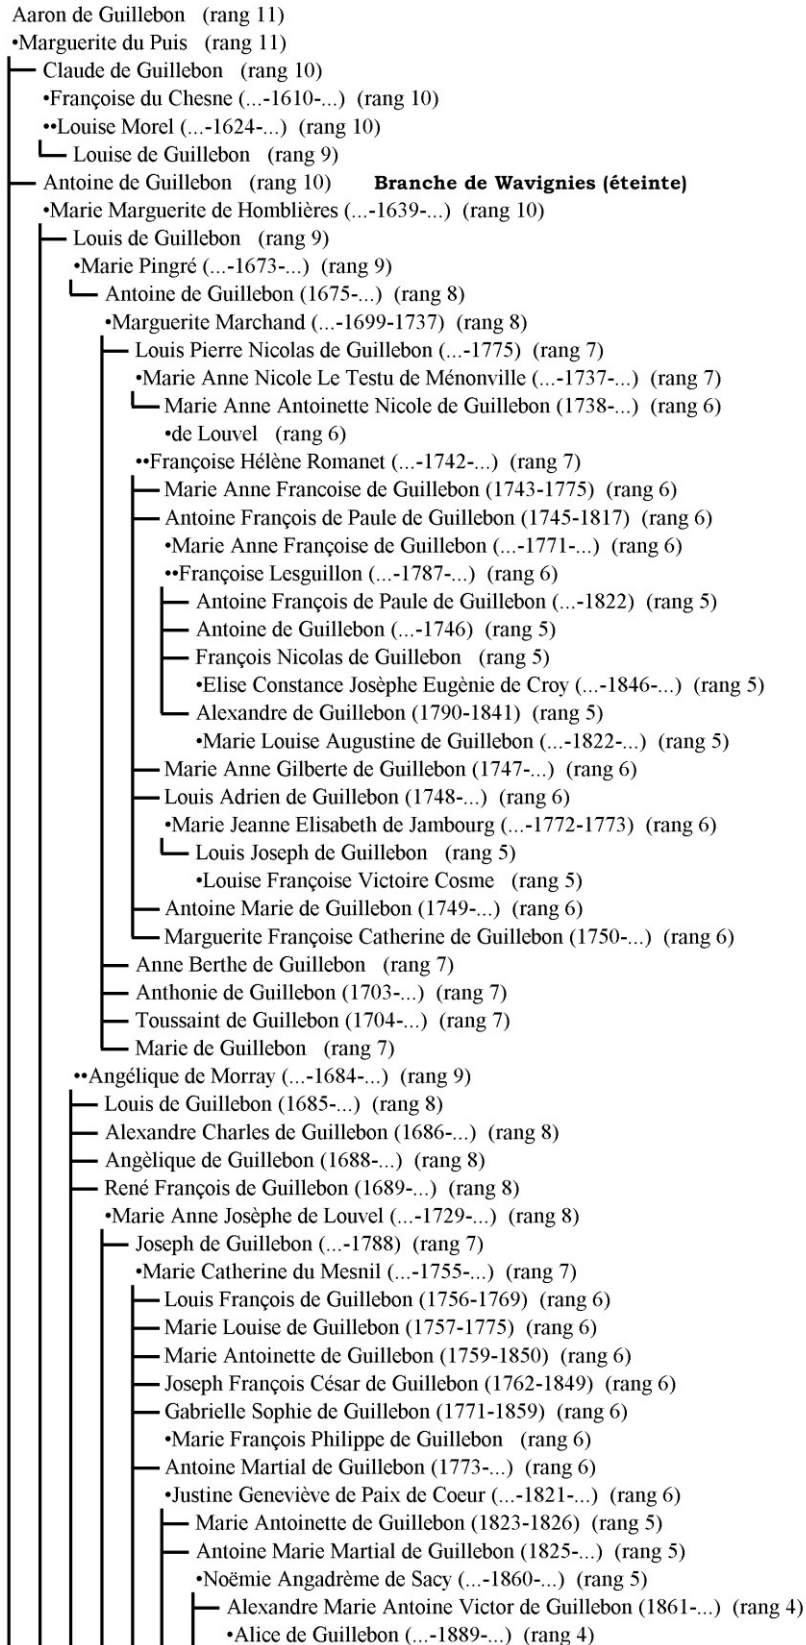 Aaron de Guillebon (rang 11)
•Marguerite du Puis (rang 11)
Claude de Guillebon (rang 10)
•Françoise du Chesne (...-1610-...) (rang 10)
••Louise Morel (...-1624-...) (rang 10)
Louise de Guillebon (rang 9)
Antoine de Guillebon (rang 10) Branche de Wavignies (éteinte)
•Marie Marguerite de Homblières (...-1639-...) (rang 10)
Louis de Guillebon (rang 9)
•Marie Pingré (...-1673-...) (rang 9)
Antoine de Guillebon (1675-...) (rang 8)
•Marguerite Marchand (...-1699-1737) (rang 8)
Louis Pierre Nicolas de Guillebon (...-1775) (rang 7)
•Marie Anne Nicole Le Testu de Ménonville (...-1737-...) (rang 7)
Marie Anne Antoinette Nicole de Guillebon (1738-...) (rang 6)
•de Louvel (rang 6)
••Françoise Hélène Romanet (...-1742-...) (rang 7)
Marie Anne Francoise de Guillebon (1743-1775) (rang 6)
Antoine François de Paule de Guillebon (1745-1817) (rang 6)
•Marie Anne Françoise de Guillebon (...-1771-...) (rang 6)
••Françoise Lesguillon (...-1787-...) (rang 6)
Antoine François de Paule de Guillebon (...-1822) (rang 5)
Antoine de Guillebon (...-1746) (rang 5)
François Nicolas de Guillebon (rang 5)
•Elise Constance Josèphe Eugènie de Croy (...-1846-...) (rang 5)
Alexandre de Guillebon (1790-1841) (rang 5)
•Marie Louise Augustine de Guillebon (...-1822-...) (rang 5)
Marie Anne Gilberte de Guillebon (1747-...) (rang 6)
Louis Adrien de Guillebon (1748-...) (rang 6)
•Marie Jeanne Elisabeth de Jambourg (...-1772-1773) (rang 6)
Louis Joseph de Guillebon (rang 5)
•Louise Françoise Victoire Cosme (rang 5)
Antoine Marie de Guillebon (1749-...) (rang 6)
Marguerite Françoise Catherine de Guillebon (1750-...) (rang 6)
Anne Berthe de Guillebon (rang 7)
Anthonie de Guillebon (1703-...) (rang 7)
Toussaint de Guillebon (1704-...) (rang 7)
Marie de Guillebon (rang 7)
••Angélique de Morray (...-1684-...) (rang 9)
Louis de Guillebon (1685-...) (rang 8)
Alexandre Charles de Guillebon (1686-...) (rang 8)
Angèlique de Guillebon (1688-...) (rang 8)
René François de Guillebon (1689-...) (rang 8)
•Marie Anne Josèphe de Louvel (...-1729-...) (rang 8)
Joseph de Guillebon (...-1788) (rang 7)
•Marie Catherine du Mesnil (...-1755-...) (rang 7)
Louis François de Guillebon (1756-1769) (rang 6)
Marie Louise de Guillebon (1757-1775) (rang 6)
Marie Antoinette de Guillebon (1759-1850) (rang 6)
Joseph François César de Guillebon (1762-1849) (rang 6)
Gabrielle Sophie de Guillebon (1771-1859) (rang 6)
•Marie François Philippe de Guillebon (rang 6)
Antoine Martial de Guillebon (1773-...) (rang 6)
•Justine Geneviève de Paix de Coeur (...-1821-...) (rang 6)
Marie Antoinette de Guillebon (1823-1826) (rang 5)
Antoine Marie Martial de Guillebon (1825-...) (rang 5)
•Noëmie Angadrème de Sacy (...-1860-...) (rang 5)
Alexandre Marie Antoine Victor de Guillebon (1861-...) (rang 4)
•Alice de Guillebon (...-1889-...) (rang 4)